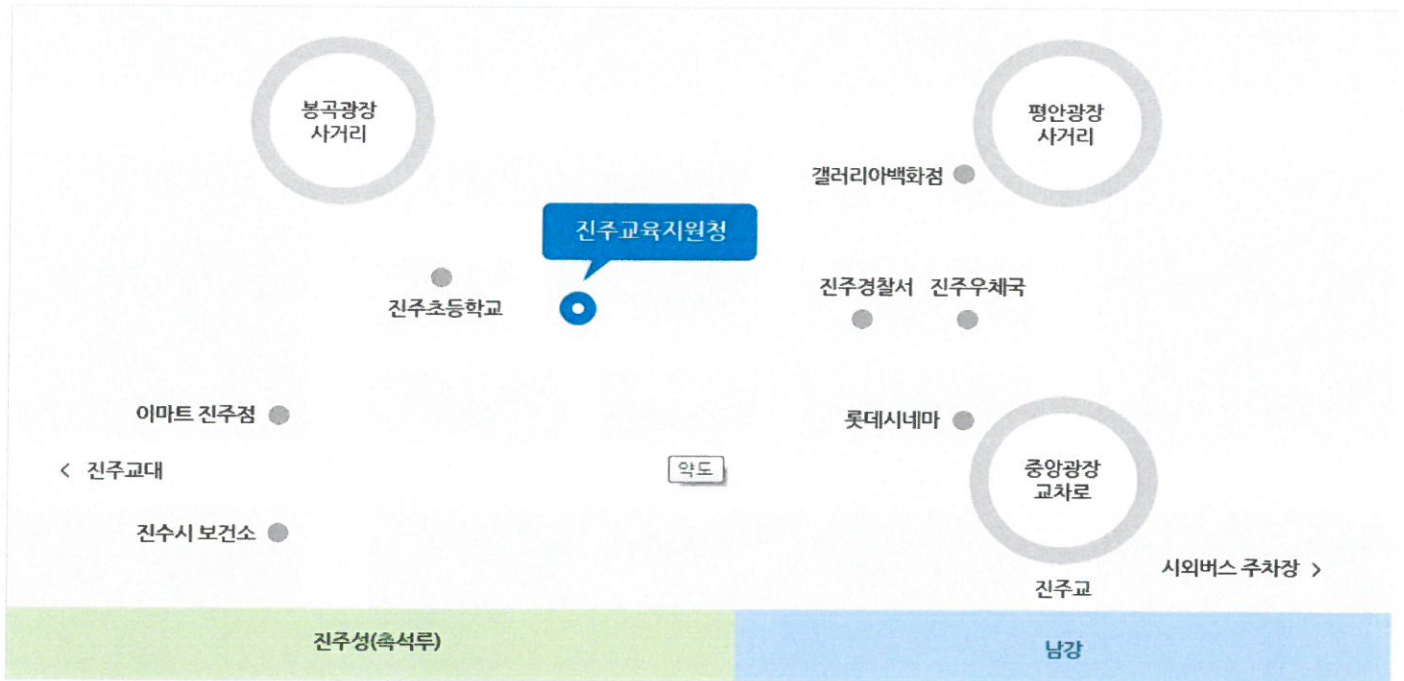 봉곡광장
사거리
평안광장
사거리
갤러리아백화점
진주교육지원청
진주초등학교
진주경찰서 진주우체국
이마트 진주점
롯데시네마
< 진주교대
약도
중앙광장
교차로
진수시 보건소
시외버스 주차장 >
진주교
진주성(촉석루)
남강